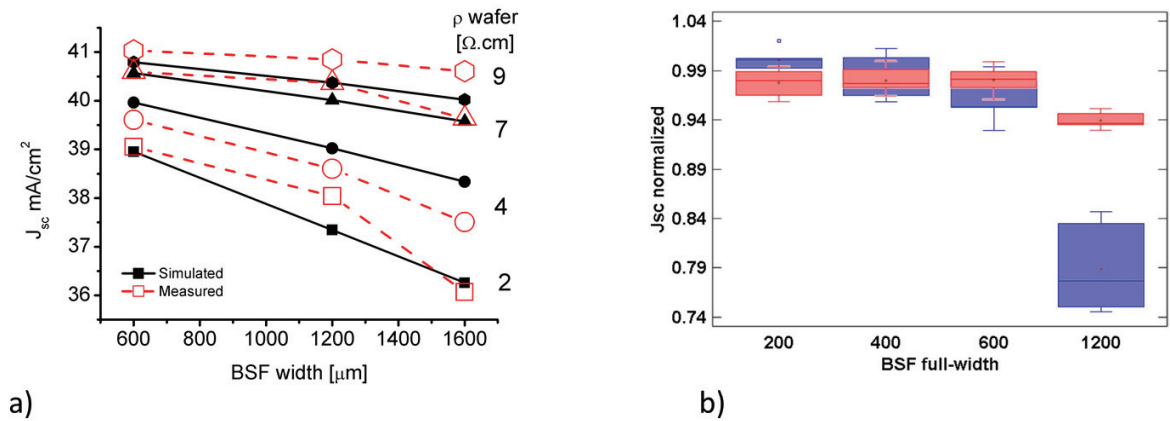 ρ wafer
[Ω.cm]
41
40
39
38
37
36
J_sc mA/cm²
9
7
4
2
Simulated
Measured
600 800 1000 1200 1400 1600
BSF width [μm]
a)
1.04
0.99
0.94
0.89
0.84
0.79
0.74
Jsc normalized
200 400 600 1200
BSF full-width
b)